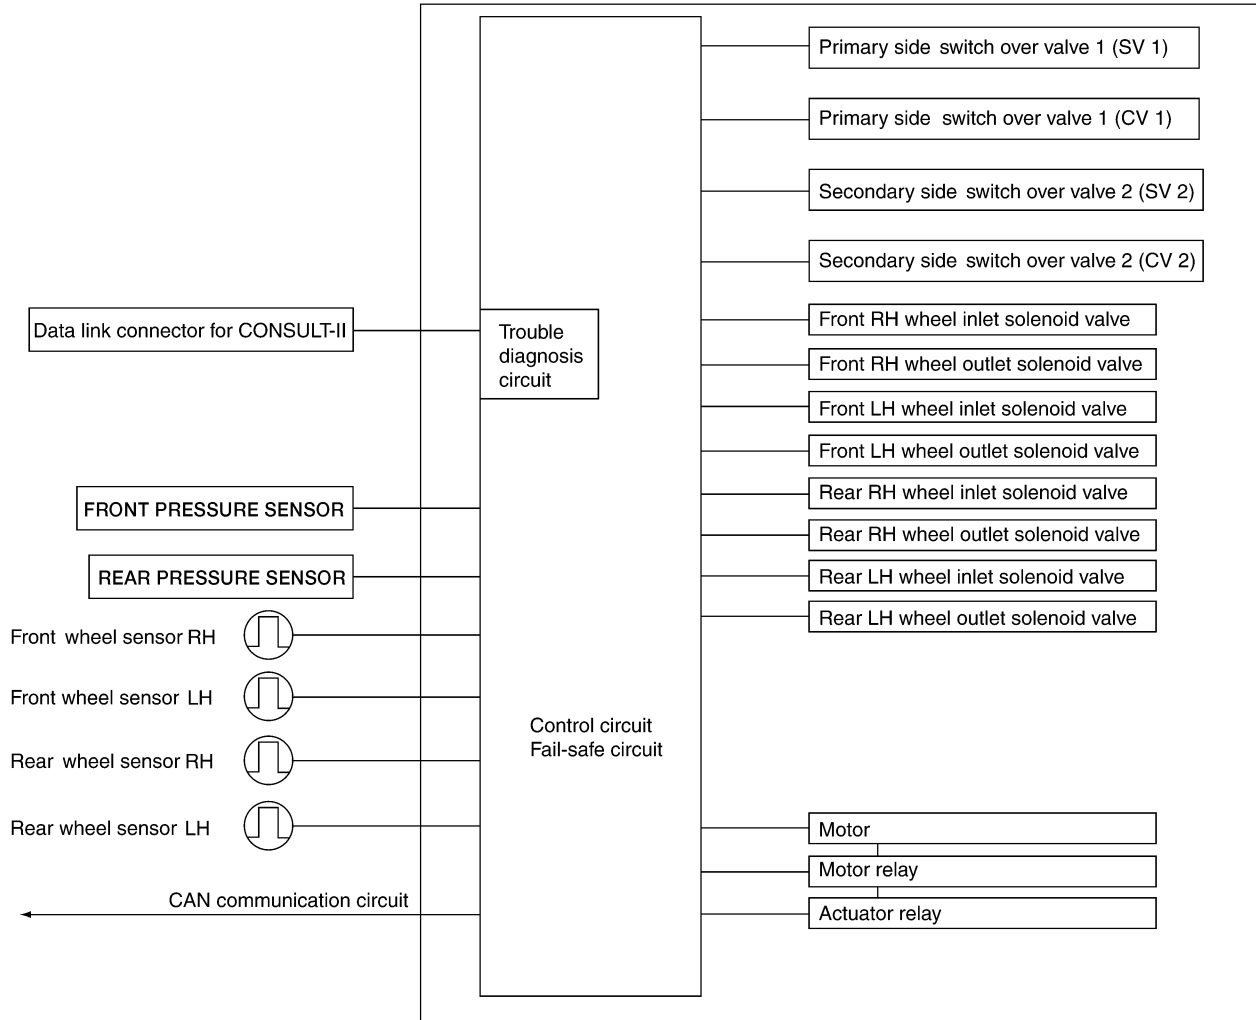 Primary side switch over valve 1 (SV 1)
Primary side switch over valve 1 (CV 1)
Secondary side switch over valve 2 (SV 2)
Secondary side switch over valve 2 (CV 2)
Data link connector for CONSULT-II
Trouble
diagnosis
circuit
Front RH wheel inlet solenoid valve
Front RH wheel outlet solenoid valve
Front LH wheel inlet solenoid valve
Front LH wheel outlet solenoid valve
Rear RH wheel inlet solenoid valve
Rear RH wheel outlet solenoid valve
Rear LH wheel inlet solenoid valve
Rear LH wheel outlet solenoid valve
FRONT PRESSURE SENSOR
REAR PRESSURE SENSOR
Front wheel sensor RH
Front wheel sensor LH
Rear wheel sensor RH
Rear wheel sensor LH
Control circuit
Fail-safe circuit
CAN communication circuit
Motor
Motor relay
Actuator relay